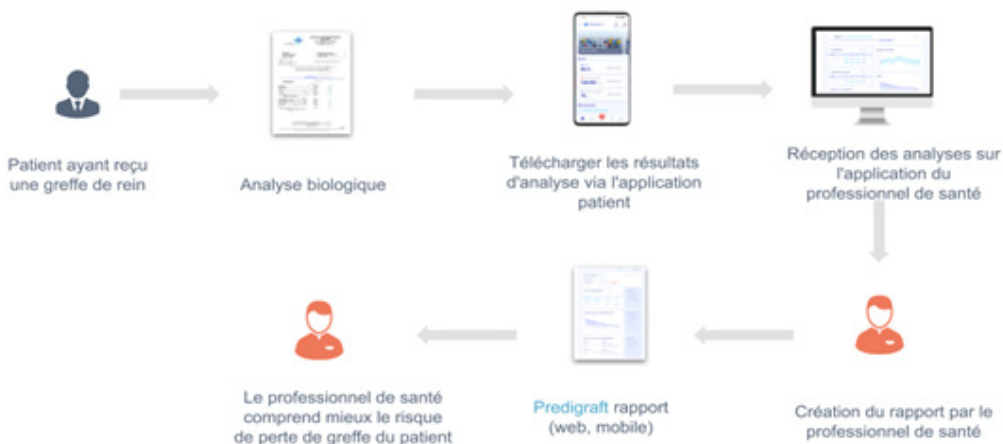 Patient ayant reçu
une greffe de rein
Analyse biologique
Télécharger les résultats
d'analyse via l'application
patient
Réception des analyses sur
l'application du
professionnel de santé
Création du rapport par le
professionnel de santé
Predigraft rapport
(web, mobile)
Le professionnel de santé
comprend mieux le risque
de perte de greffe du patient